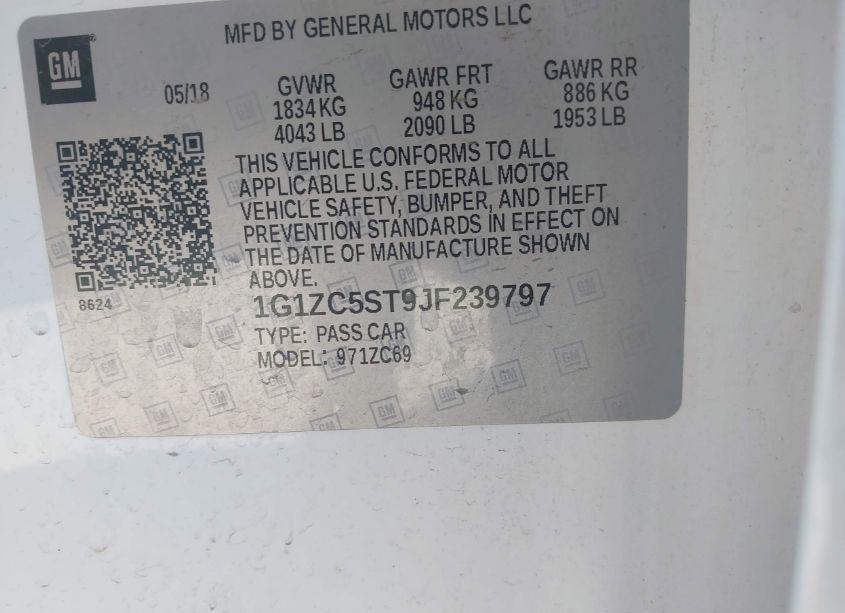 MFD BY GENERAL MOTORS LLC
GM
05/18 GVWR GAWR FRT GAWR RR
1834 KG 948 KG 886 KG
4043 LB 2090 LB 1953 LB
THIS VEHICLE CONFORMS TO ALL
APPLICABLE U.S. FEDERAL MOTOR
VEHICLE SAFETY, BUMPER, AND THEFT
PREVENTION STANDARDS IN EFFECT ON
THE DATE OF MANUFACTURE SHOWN
ABOVE.
8624
1G1ZC5ST9JF239797
TYPE: PASS CAR
MODEL: 971ZC69